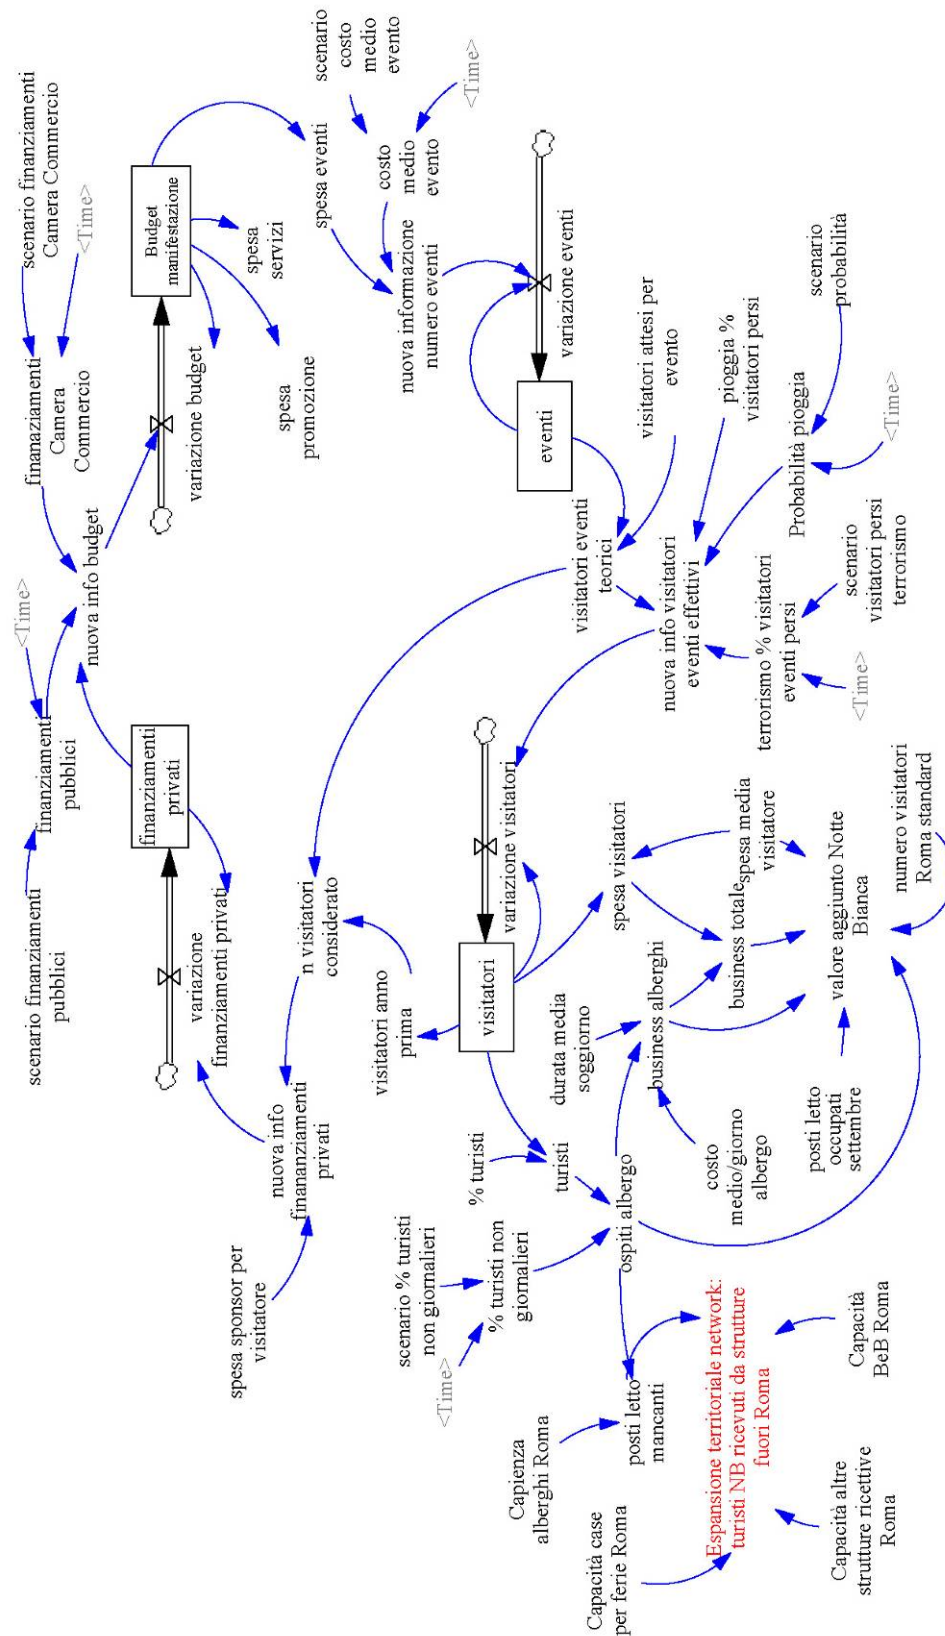 scenario finanziamenti
pubblici
finanziamenti
pubblici
<Time>
nuova info budget
finanaziamenti
Camera
Commercio
scenario finanziamenti
Camera Commercio
<Time>
variazione
finanziamenti privati
finanziamenti
privati
variazione budget
Budget
manifestazione
spesa
promozione
spesa
servizi
spesa sponsor per
visitatore
nuova info
finananziamenti
privati
n visitatori
considerato
spesa eventi
scenario
costo
medio
evento
costo
medio
evento
<Time>
nuova informazione
numero eventi
visitatori anno
prima
visitatori
variazione visitatori
visitatori eventi
teorici
eventi
variazione eventi
visitatori attesi per
evento
pioggia %
visitatori persi
nuova info visitatori
eventi effettivi
Probabilità pioggia
scenario
probabilità
<Time>
terrorismo % visitatori
eventi persi
scenario
visitatori persi
terrorismo
<Time>
scenario % turisti
non giornalieri
<Time>
% turisti non
giornalieri
% turisti
turisti
durata media
soggiorno
spesa visitatori
ospiti albergo
business alberghi
business totale
spesa media
visitatore
costo
medio/giorno
albergo
posti letto
occupati
settembre
valore aggiunto Notte
Bianca
numero visitatori
Roma standard
Capienza
alberghi Roma
posti letto
mancanti
Capacità case
per ferie Roma
Espansione territoriale network:
turisti NB ricevuti da strutture
fuori Roma
Capacità altre
strutture ricettive
Roma
Capacità
BeB Roma